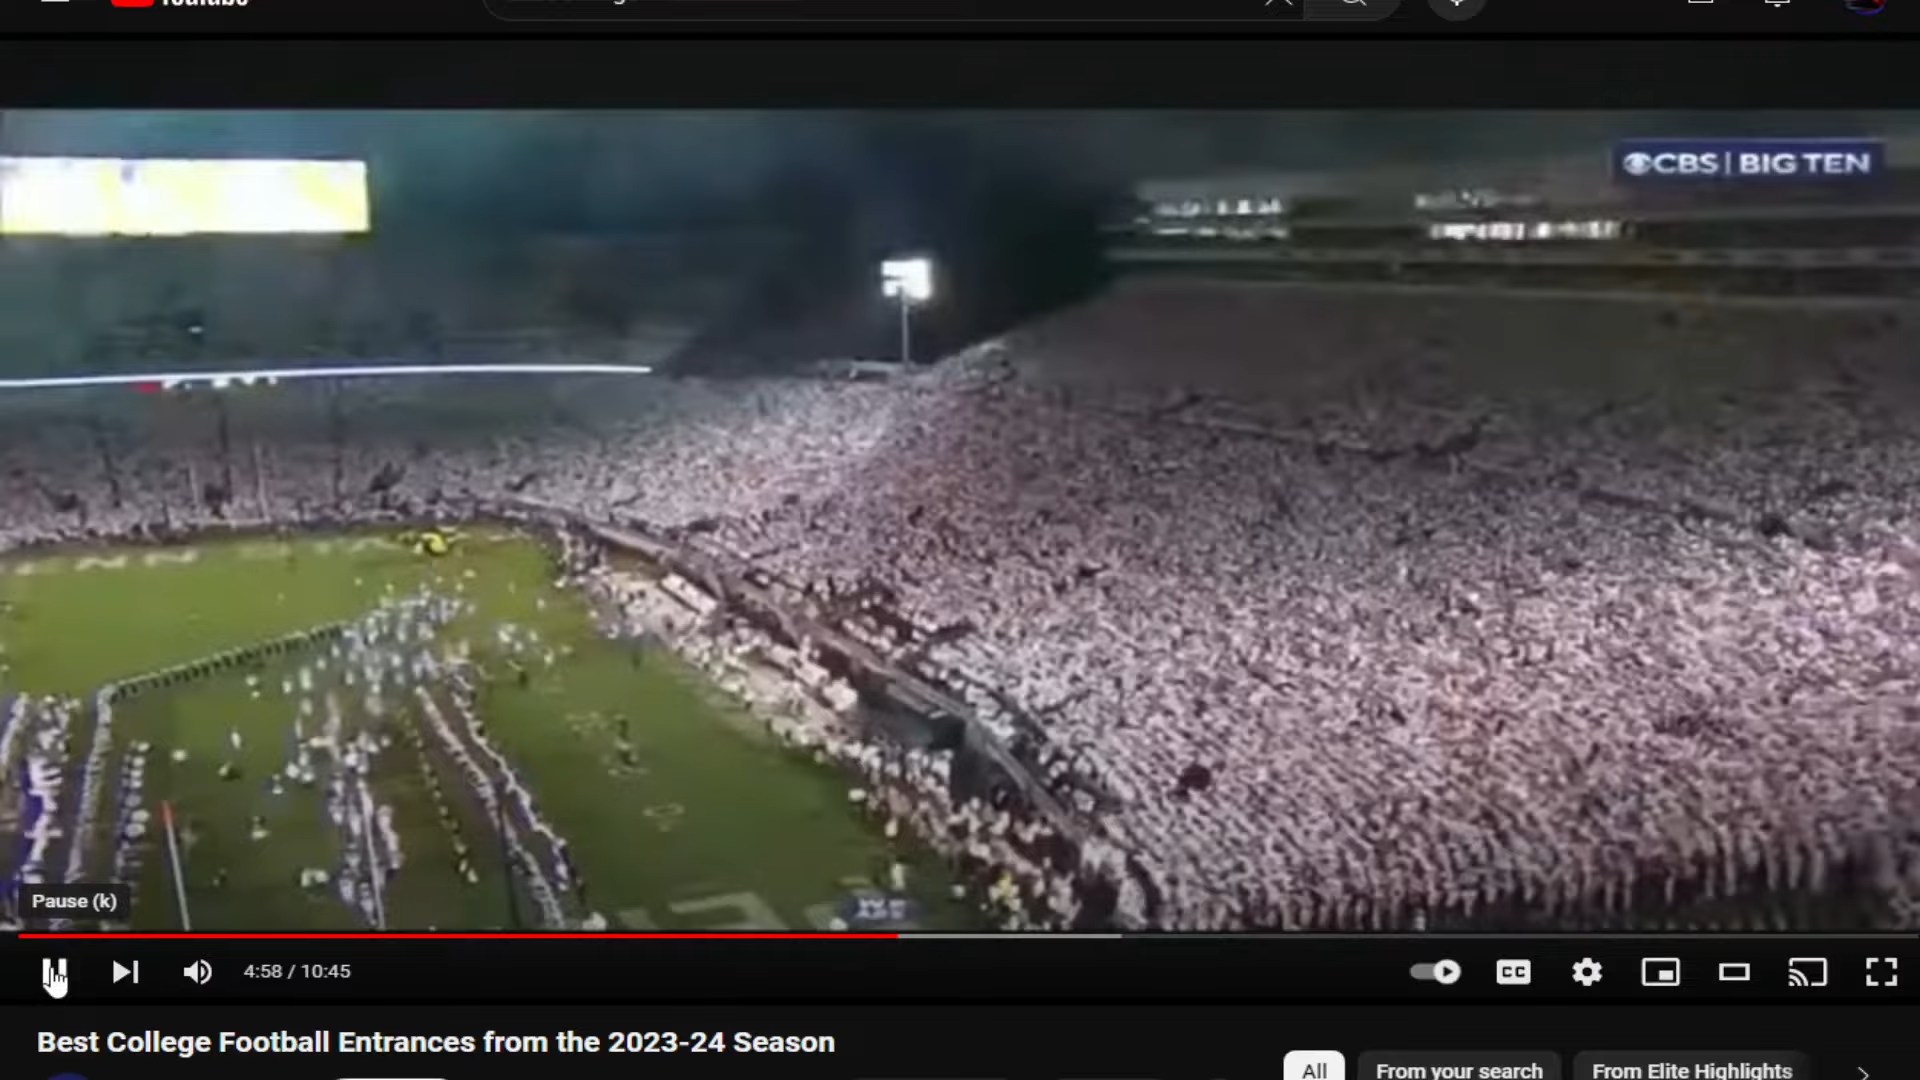 CBS | BIG TEN
Pause (k)
CC
4:58 / 10:45
Best College Football Entrances from the 2023-24 Season
All
From your search
From Elite Highlights